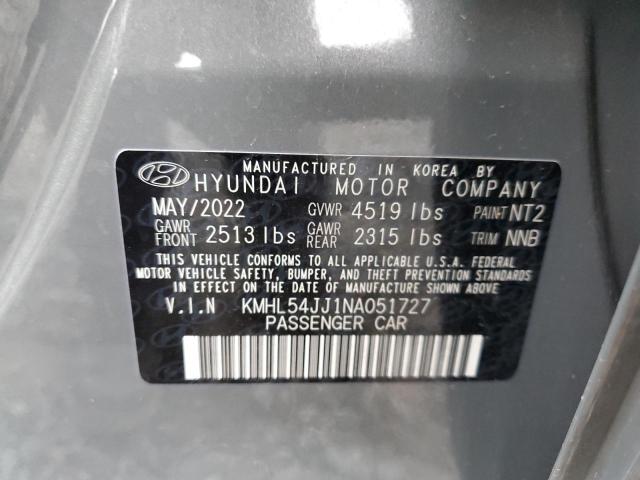 MANUFACTURED IN KOREA BY
HYUNDAI MOTOR COMPANY
MAY/2022 GVWR 4519 lbs PAINT NT2
GAWR FRONT 2513 lbs GAWR REAR 2315 lbs TRIM NNB
THIS VEHICLE CONFORMS TO ALL APPLICABLE U.S.A. FEDERAL
MOTOR VEHICLE SAFETY, BUMPER, AND THEFT PREVENTION STANDARDS
IN EFFECT ON THE DATE OF MANUFACTURE SHOWN ABOVE.
V.I.N KMHL54JJ1NA051727
PASSENGER CAR